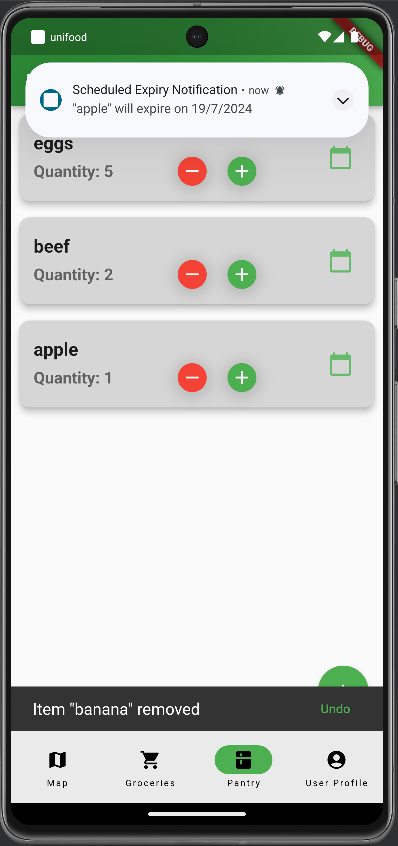 unifood
DEBUG
Scheduled Expiry Notification • now
"apple" will expire on 19/7/2024
eggs
Quantity: 5
beef
Quantity: 2
apple
Quantity: 1
Item "banana" removed Undo
Map Groceries Pantry User Profile